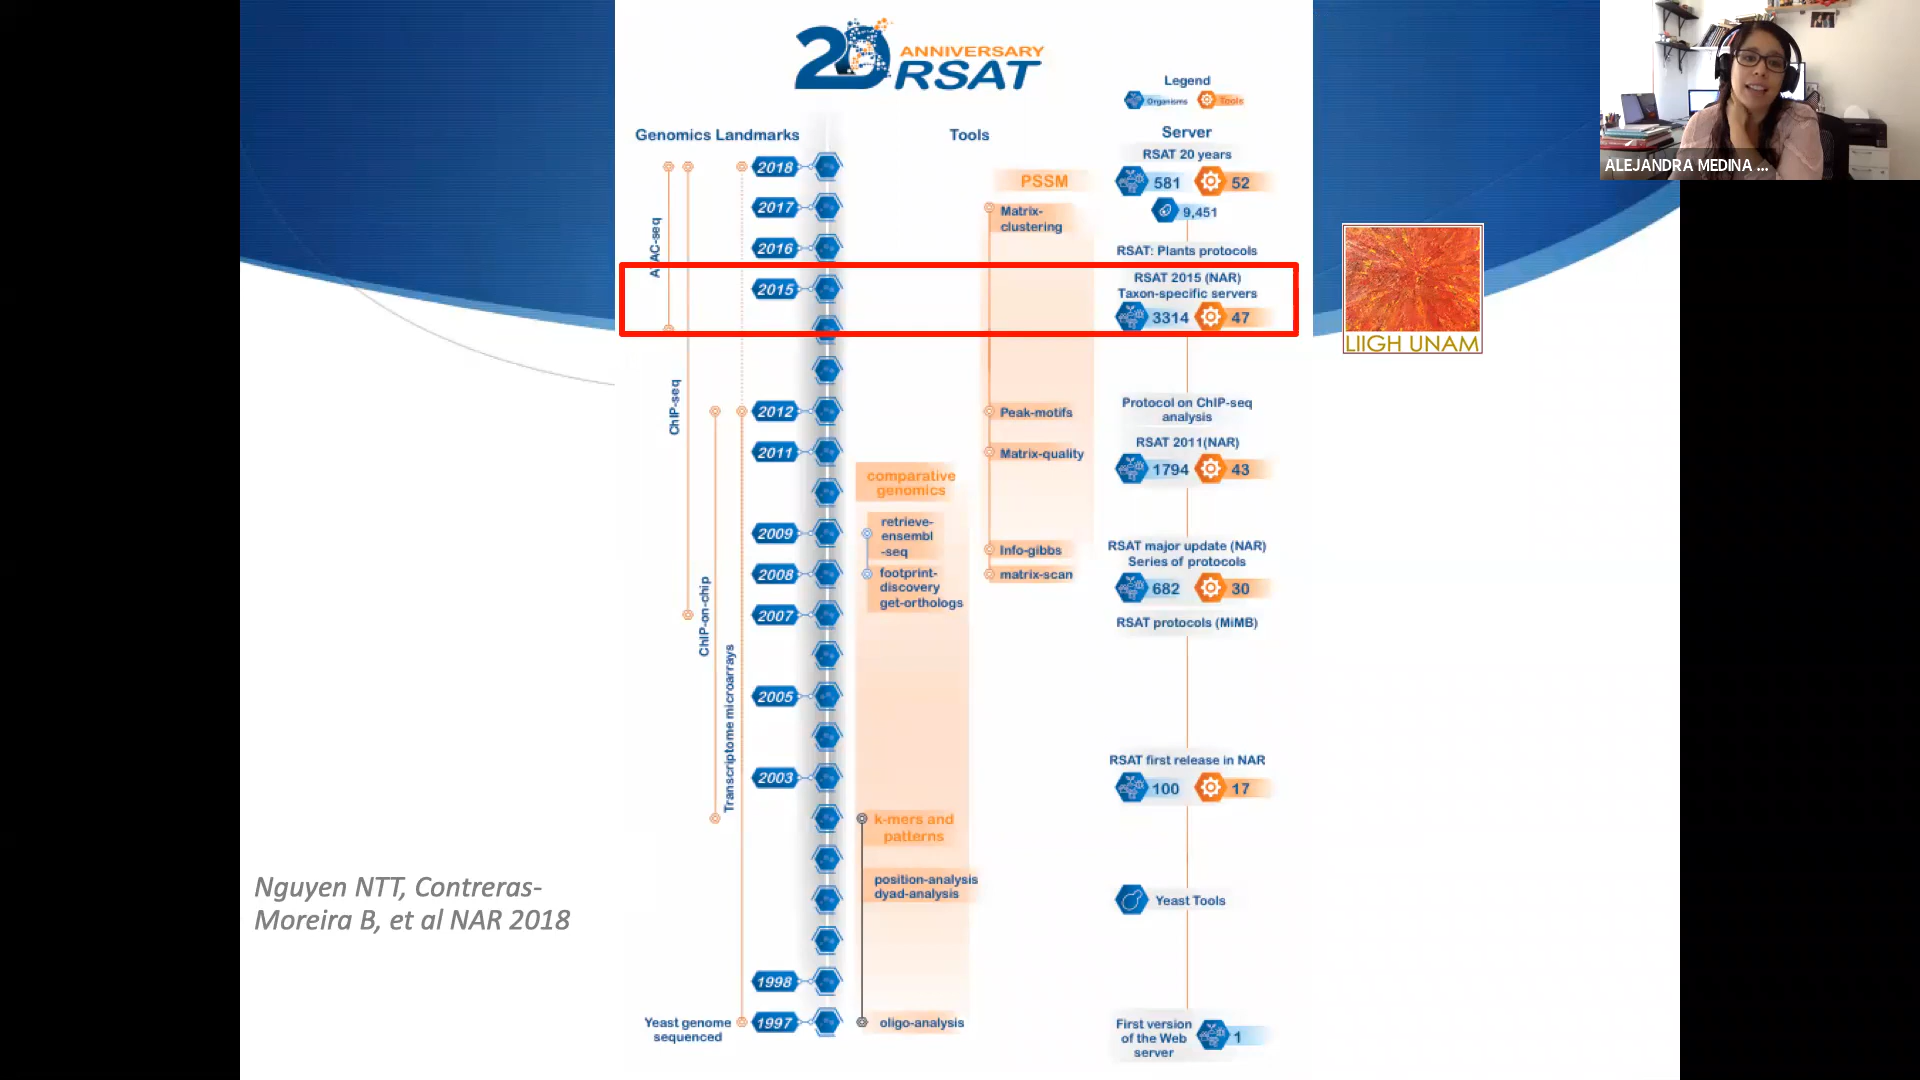 20 ANNIVERSARY
RSAT
Legend
Organisms Tools
Genomics Landmarks
Tools
Server
2018
2017
2016
2015
2012
2011
2009
2008
2007
2005
2003
1998
1997
ATAC-seq
ChIP-seq
ChIP-on-chip
Transcriptome microarrays
Yeast genome
sequenced
comparative
genomics
retrieve-
ensembl
-seq
footprint-
discovery
get-orthologs
k-mers and
patterns
position-analysis
dyad-analysis
oligo-analysis
PSSM
Matrix-
clustering
Peak-motifs
Matrix-quality
Info-gibbs
matrix-scan
RSAT 20 years
581 52
9,451
RSAT: Plants protocols
RSAT 2015 (NAR)
Taxon-specific servers
3314 47
Protocol on ChIP-seq
analysis
RSAT 2011(NAR)
1794 43
RSAT major update (NAR)
Series of protocols
682 30
RSAT protocols (MiMB)
RSAT first release in NAR
100 17
Yeast Tools
First version
of the Web
server
1
Nguyen NTT, Contreras-
Moreira B, et al NAR 2018
LIIGH UNAM
ALEJANDRA MEDINA ...